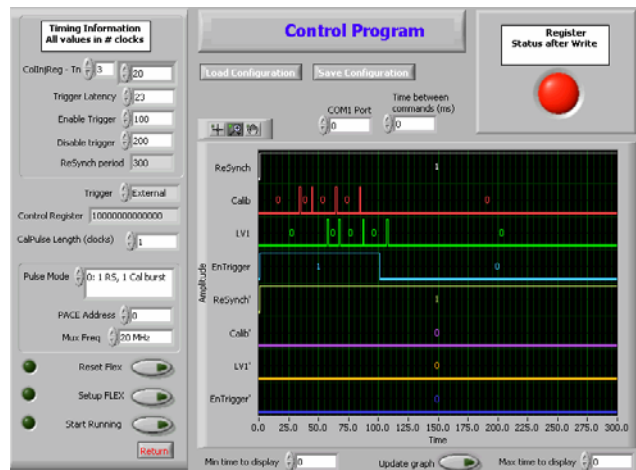 Timing Information
All values in # clocks
ColInjReg - Tn 3 20
Trigger Latency 23
Enable Trigger 100
Disable trigger 200
ReSynch period 300
Trigger External
Control Register 10000000000000
CalPulse Length (clocks) 1
Pulse Mode 0: 1 RS, 1 Cal burst
PACE Address 0
Mux Freq 20 MHz
Reset Flex
Setup FLEX
Start Running
Return
Control Program
Load Configuration Save Configuration
COM1 Port 0
Time between
commands (ms) 0
Register
Status after Write
Amplitude
ReSynch 1
Calib 0 0 0 0 0
LV1 0 0 0 0 0
EnTrigger 1 0
ReSynch' 1
Calib' 0
LV1' 0
EnTrigger' 0
0.0 25.0 50.0 75.0 100.0 125.0 150.0 175.0 200.0 225.0 250.0 275.0 300.0
Time
Min time to display 0 Update graph Max time to display 0